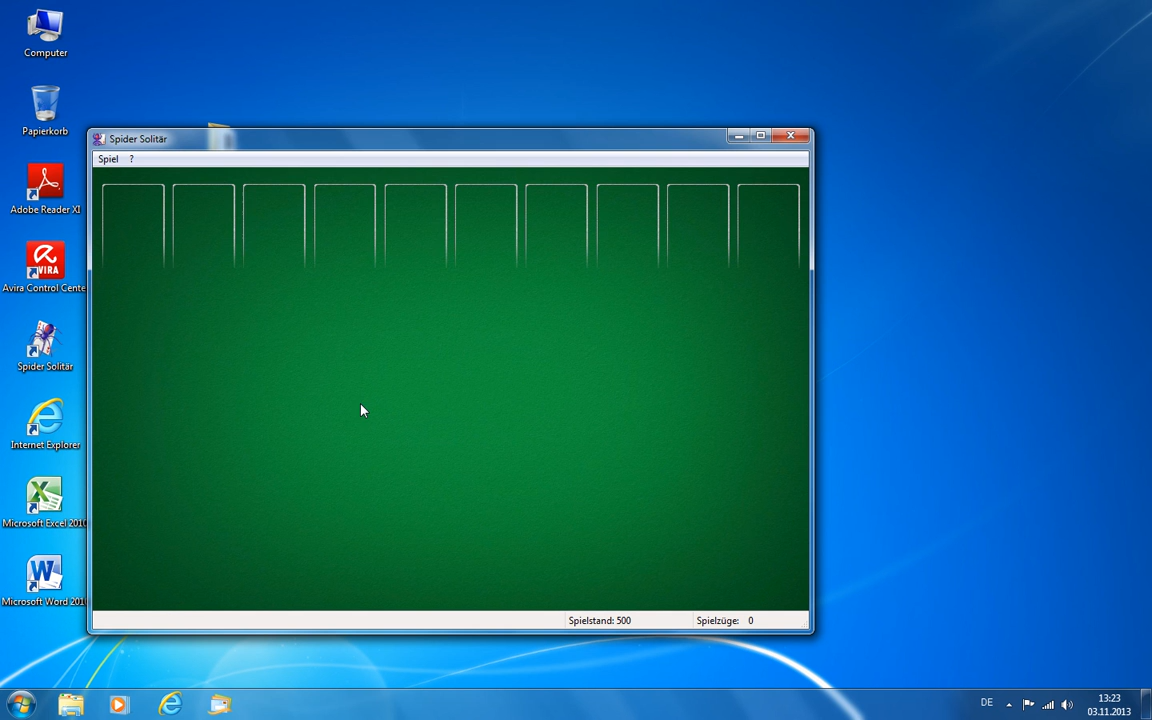 Computer
Papierkorb
Adobe Reader XI
Avira Control Cente
Spider Solitär
Internet Explorer
Microsoft Excel 2010
Microsoft Word 201
Spider Solitär
Spiel ?
Spielstand: 500 Spielzüge: 0
DE
13:23
03.11.2013